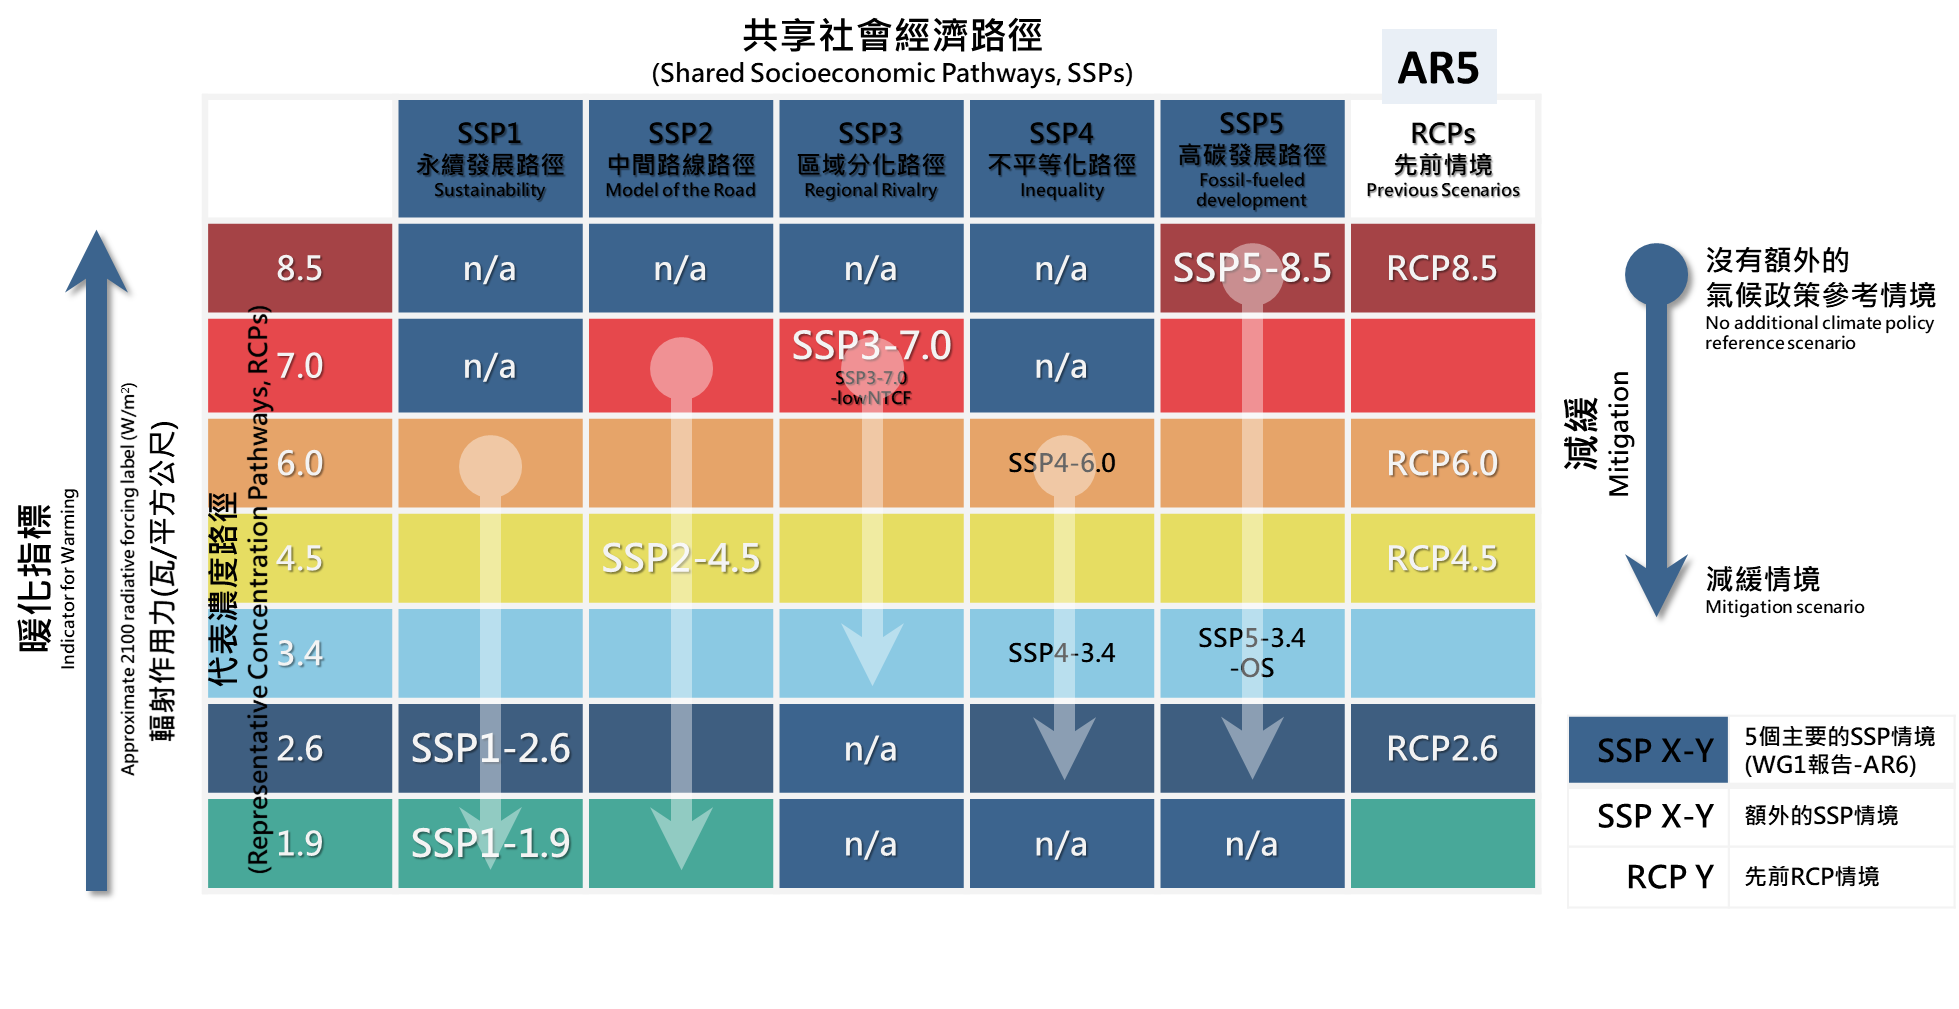 共享社會經濟路徑
(Shared Socioeconomic Pathways, SSPs)
AR5
SSP1
永續發展路徑
Sustainability
SSP2
中間路線路徑
Model of the Road
SSP3
區域分化路徑
Regional Rivalry
SSP4
不平等化路徑
Inequality
SSP5
高碳發展路徑
Fossil-fueled
development
RCPs
先前情境
Previous Scenarios
8.5
n/a
n/a
n/a
n/a
SSP5-8.5
RCP8.5
7.0
n/a
SSP3-7.0
SSP3-7.0
-lowNTCF
n/a
6.0
SSP4-6.0
RCP6.0
4.5
SSP2-4.5
RCP4.5
3.4
SSP4-3.4
SSP5-3.4
-OS
2.6
SSP1-2.6
n/a
RCP2.6
1.9
SSP1-1.9
n/a
n/a
n/a
暖化指標
Indicator for Warming
Approximate 2100 radiative forcing label (W/m²)
輻射作用力(瓦/平方公尺)
代表濃度路徑
(Representative Concentration Pathways, RCPs)
減緩
Mitigation
沒有額外的
氣候政策參考情境
No additional climate policy
reference scenario
減緩情境
Mitigation scenario
SSP X-Y
5個主要的SSP情境
(WG1報告-AR6)
SSP X-Y
額外的SSP情境
RCP Y
先前RCP情境